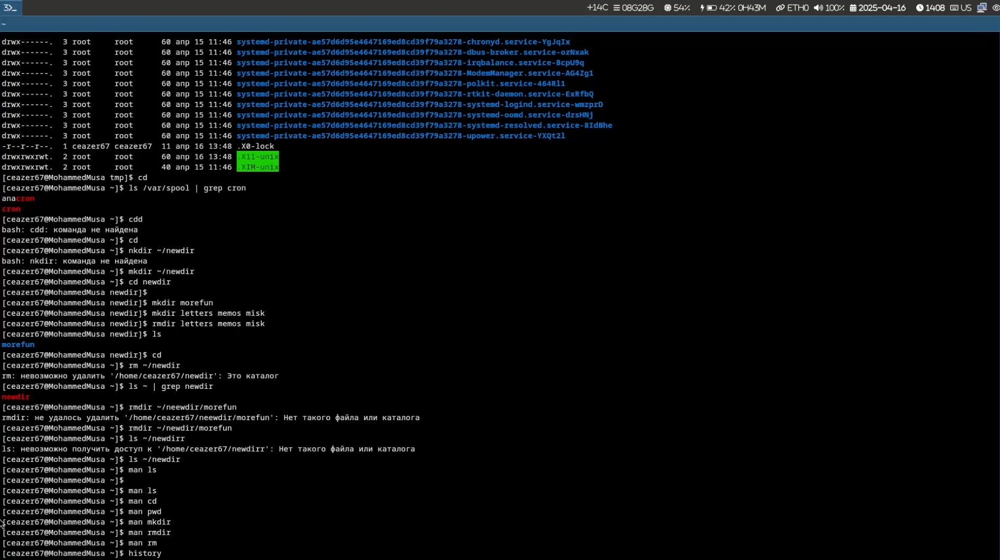 3
+14C 08G28G 54% 42% 0H43M ETH0 100% 2025-04-16 1408 US
~
drwx------. 3 root root 60 апр 15 11:46 systemd-private-ae57d6d95e4647169ed8cd39f79a3278-chronyd.service-YgJqIx
drwx------. 3 root root 60 апр 15 11:46 systemd-private-ae57d6d95e4647169ed8cd39f79a3278-dbus-broker.service-ozNxak
drwx------. 3 root root 60 апр 15 11:46 systemd-private-ae57d6d95e4647169ed8cd39f79a3278-irqbalance.service-BcpU9q
drwx------. 3 root root 60 апр 15 11:46 systemd-private-ae57d6d95e4647169ed8cd39f79a3278-ModemManager.service-AG4Zg1
drwx------. 3 root root 60 апр 15 11:46 systemd-private-ae57d6d95e4647169ed8cd39f79a3278-polkit.service-464Rl1
drwx------. 3 root root 60 апр 15 11:46 systemd-private-ae57d6d95e4647169ed8cd39f79a3278-rtkit-daemon.service-ExRfbQ
drwx------. 3 root root 60 апр 15 11:46 systemd-private-ae57d6d95e4647169ed8cd39f79a3278-systemd-logind.service-wmzprD
drwx------. 3 root root 60 апр 15 11:46 systemd-private-ae57d6d95e4647169ed8cd39f79a3278-systemd-oomd.service-dzsHNj
drwx------. 3 root root 60 апр 15 11:46 systemd-private-ae57d6d95e4647169ed8cd39f79a3278-systemd-resolved.service-8IdBhe
drwx------. 3 root root 60 апр 15 11:46 systemd-private-ae57d6d95e4647169ed8cd39f79a3278-upower.service-YXQt2l
-r--r--r--. 1 ceazer67 ceazer67 11 апр 16 13:48 .X0-lock
drwxrwxrwt. 2 root root 60 апр 16 13:48 .X11-unix
drwxrwxrwt. 2 root root 40 апр 15 11:46 .XIM-unix
[ceazer67@MohammedMusa tmp]$ cd
[ceazer67@MohammedMusa ~]$ ls /var/spool | grep cron
anacron
cron
[ceazer67@MohammedMusa ~]$ cdd
bash: cdd: команда не найдена
[ceazer67@MohammedMusa ~]$ cd
[ceazer67@MohammedMusa ~]$ nkdir ~/newdir
bash: nkdir: команда не найдена
[ceazer67@MohammedMusa ~]$ mkdir ~/newdir
[ceazer67@MohammedMusa ~]$ cd newdir
[ceazer67@MohammedMusa newdir]$
[ceazer67@MohammedMusa newdir]$ mkdir morefun
[ceazer67@MohammedMusa newdir]$ mkdir letters memos misk
[ceazer67@MohammedMusa newdir]$ rmdir letters memos misk
[ceazer67@MohammedMusa newdir]$ ls
morefun
[ceazer67@MohammedMusa newdir]$ cd
[ceazer67@MohammedMusa ~]$ rm ~/newdir
rm: невозможно удалить '/home/ceazer67/newdir': Это каталог
[ceazer67@MohammedMusa ~]$ ls ~ | grep newdir
newdir
[ceazer67@MohammedMusa ~]$ rmdir ~/neewdir/morefun
rmdir: не удалось удалить '/home/ceazer67/neewdir/morefun': Нет такого файла или каталога
[ceazer67@MohammedMusa ~]$ rmdir ~/newdir/morefun
[ceazer67@MohammedMusa ~]$ ls ~/newdirr
ls: невозможно получить доступ к '/home/ceazer67/newdirr': Нет такого файла или каталога
[ceazer67@MohammedMusa ~]$ ls ~/newdir
[ceazer67@MohammedMusa ~]$ man ls
[ceazer67@MohammedMusa ~]$
[ceazer67@MohammedMusa ~]$ man ls
[ceazer67@MohammedMusa ~]$ man cd
[ceazer67@MohammedMusa ~]$ man pwd
[ceazer67@MohammedMusa ~]$ man mkdir
[ceazer67@MohammedMusa ~]$ man rmdir
[ceazer67@MohammedMusa ~]$ man rm
[ceazer67@MohammedMusa ~]$ history